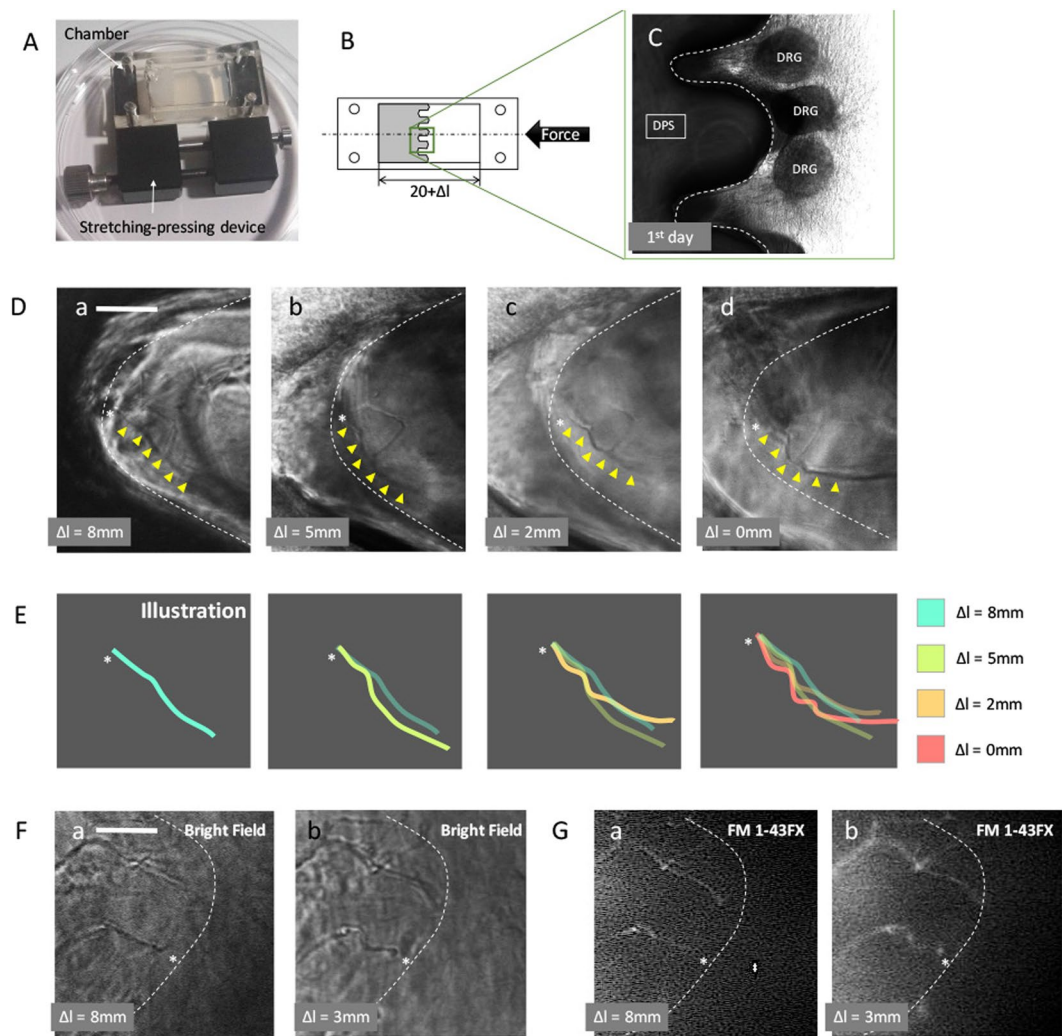 A
Chamber
Stretching-pressing device
B
Force
20+Δl
C
DRG
DRG
DPS
DRG
1st day
D
a
b
c
d
*
*
*
*
Δl = 8mm
Δl = 5mm
Δl = 2mm
Δl = 0mm
E
Illustration
*
*
*
*
Δl = 8mm
Δl = 5mm
Δl = 2mm
Δl = 0mm
F
a
Bright Field
*
Δl = 8mm
b
Bright Field
*
Δl = 3mm
G
a
FM 1-43FX
*
Δl = 8mm
b
FM 1-43FX
*
Δl = 3mm